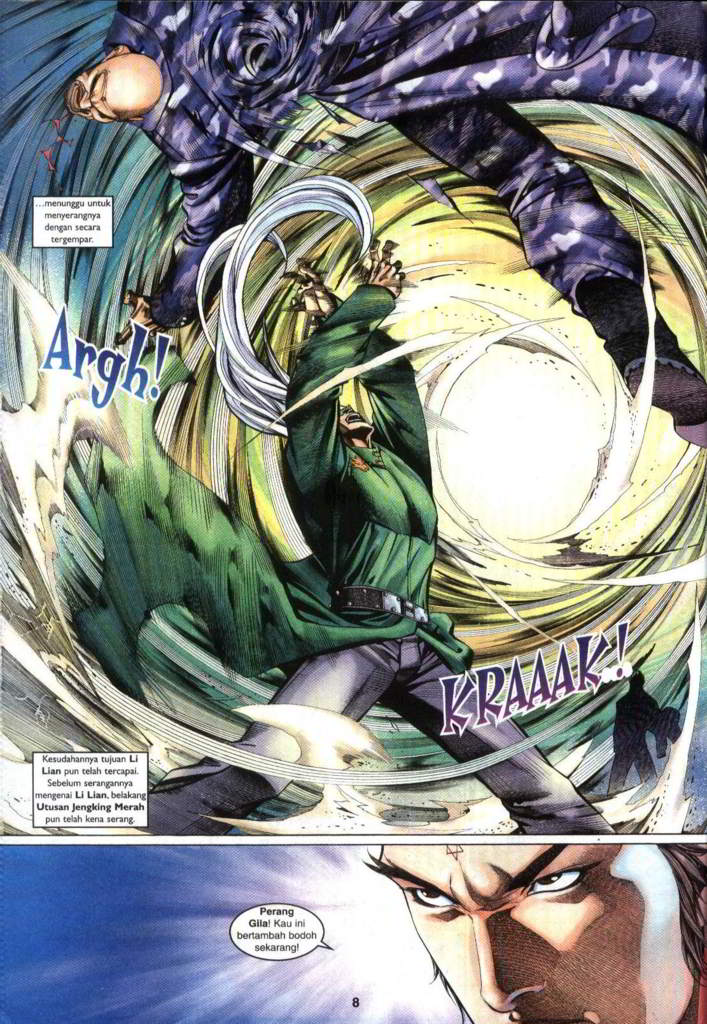 ...menunggu untuk
menyerangnya
dengan secara
tergempar.
Argh!
KRAAAK!
Kesudahannya tujuan Li
Lian pun telah tercapai.
Sebelum serangannya
mengenai Li Lian, belakang
Utusan Jengking Merah
pun telah kena serang.
Perang
Gila! Kau ini
bertambah bodoh
sekarang!
8